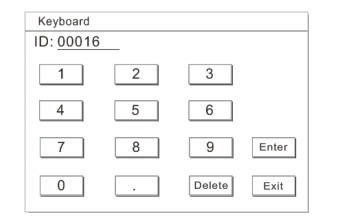 Keyboard
ID: 00016
1 2 3
4 5 6
7 8 9 Enter
0 . Delete Exit